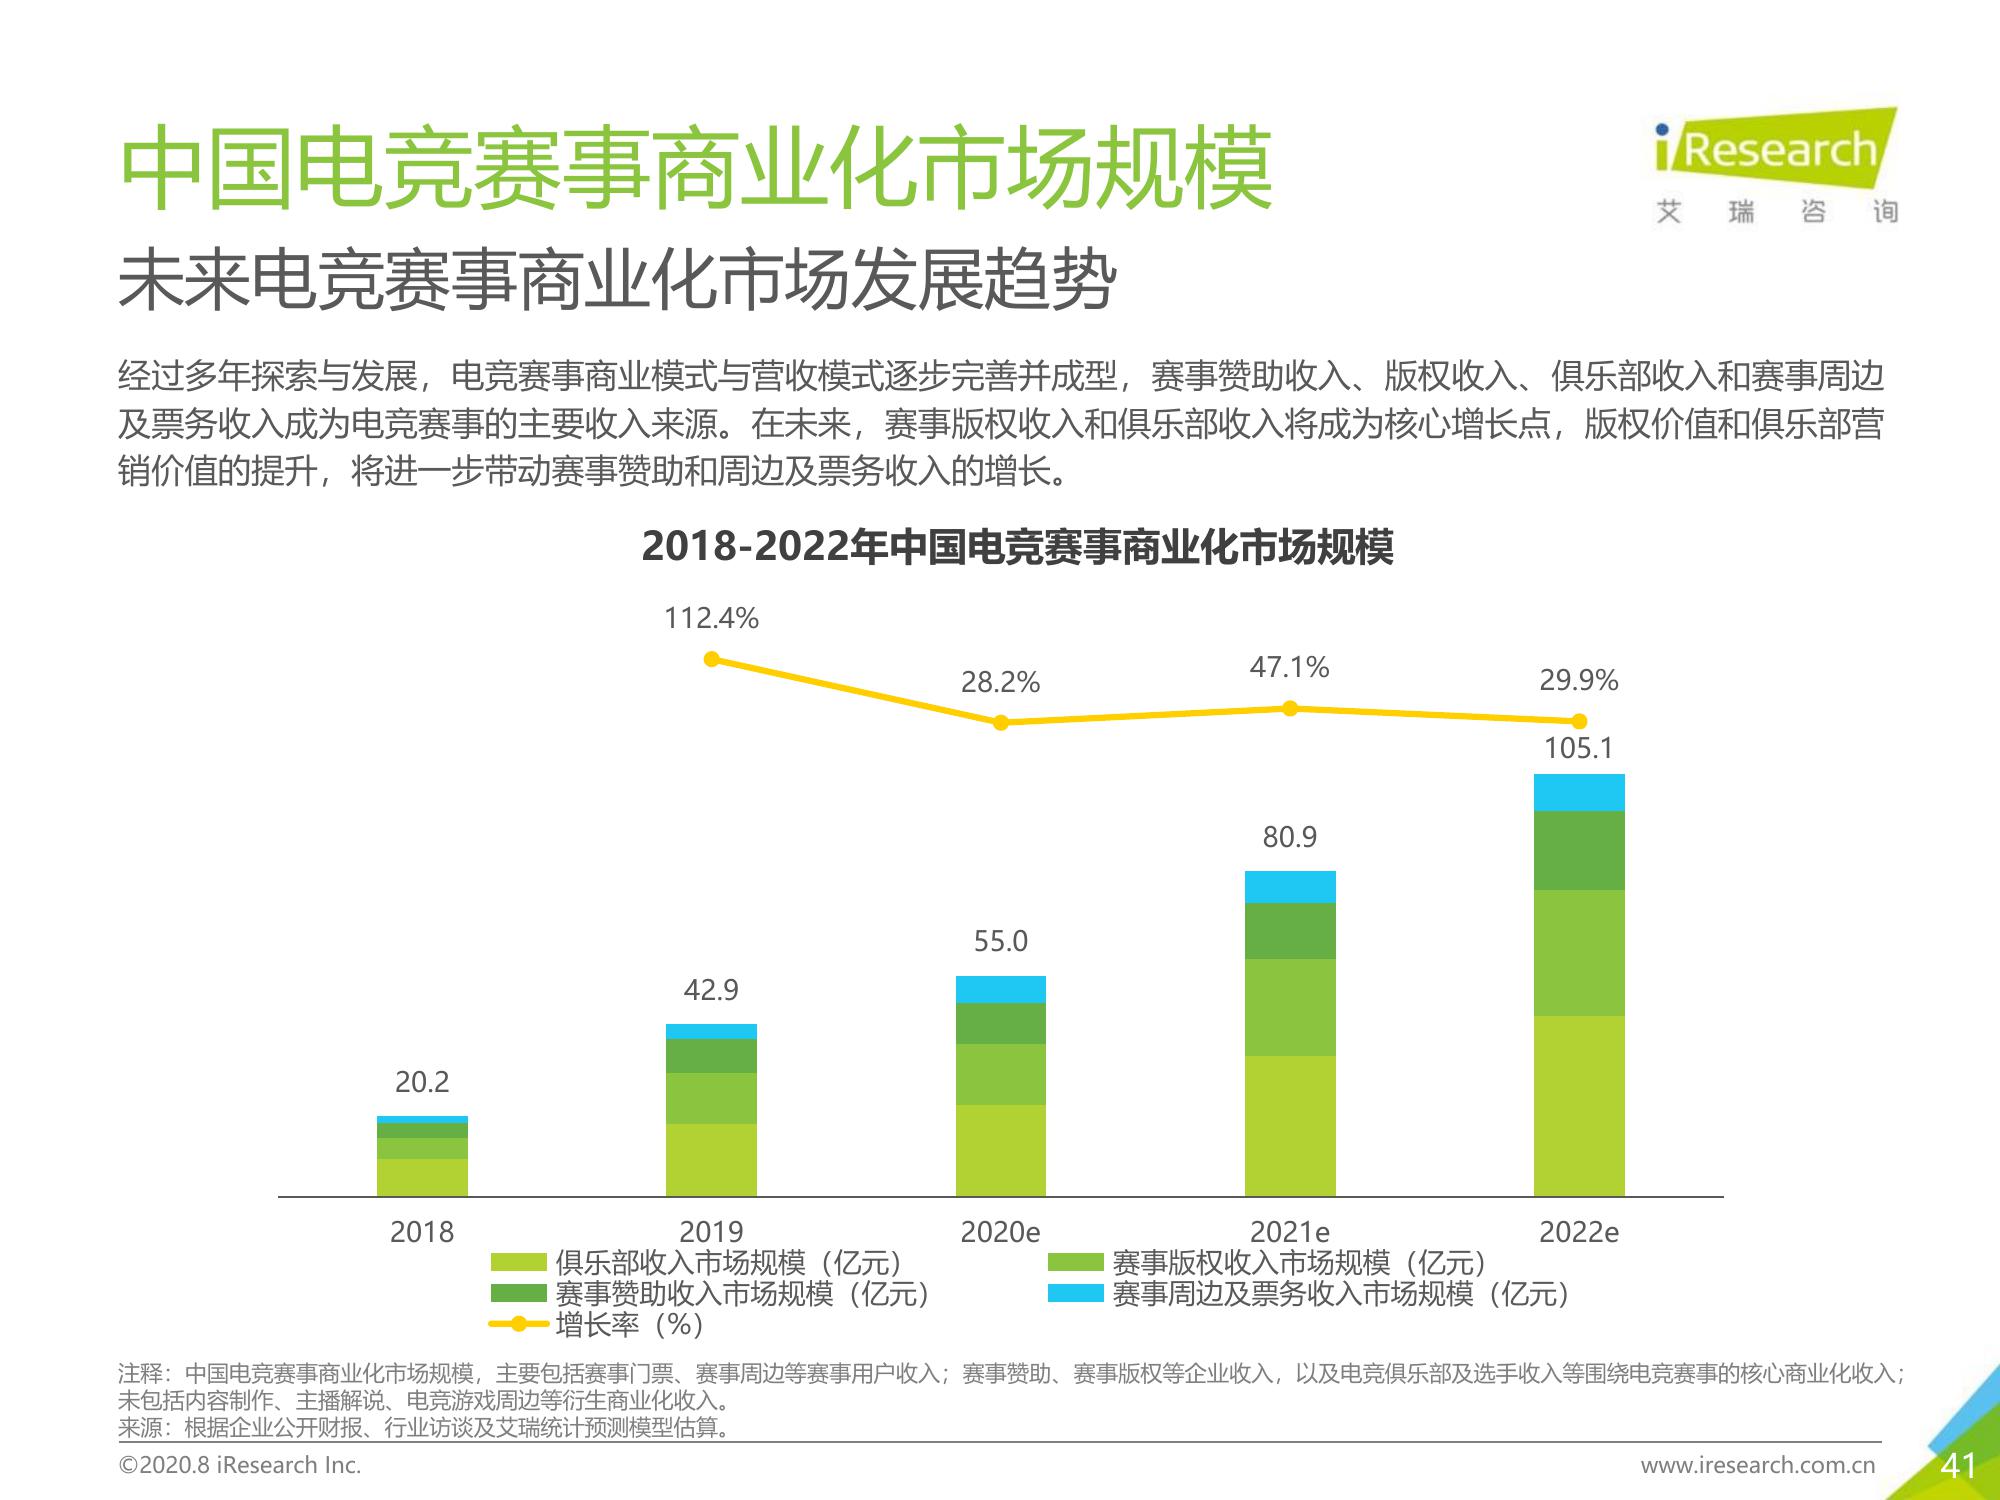 中国电竞赛事商业化市场规模
iResearch
艾瑞咨询
未来电竞赛事商业化市场发展趋势
经过多年探索与发展，电竞赛事商业模式与营收模式逐步完善并成型，赛事赞助收入、版权收入、俱乐部收入和赛事周边
及票务收入成为电竞赛事的主要收入来源。在未来，赛事版权收入和俱乐部收入将成为核心增长点，版权价值和俱乐部营
销价值的提升，将进一步带动赛事赞助和周边及票务收入的增长。
2018-2022年中国电竞赛事商业化市场规模
112.4%
28.2%
47.1%
29.9%
20.2
42.9
55.0
80.9
105.1
2018 2019 2020e 2021e 2022e
俱乐部收入市场规模（亿元） 赛事版权收入市场规模（亿元）
赛事赞助收入市场规模（亿元） 赛事周边及票务收入市场规模（亿元）
增长率（%）
注释：中国电竞赛事商业化市场规模，主要包括赛事门票、赛事周边等赛事用户收入；赛事赞助、赛事版权等企业收入，以及电竞俱乐部及选手收入等围绕电竞赛事的核心商业化收入；
未包括内容制作、主播解说、电竞游戏周边等衍生商业化收入。
来源：根据企业公开财报、行业访谈及艾瑞统计预测模型估算。
©2020.8 iResearch Inc. www.iresearch.com.cn 41